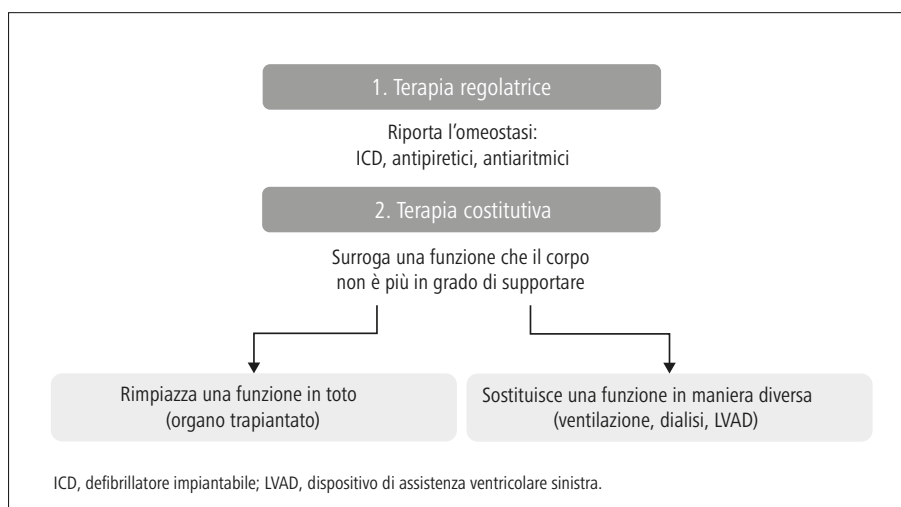 1. Terapia regolatrice
Riporta l'omeostasi:
ICD, antipiretici, antiaritmici
2. Terapia costitutiva
Surroga una funzione che il corpo
non è più in grado di supportare
Rimpiazza una funzione in toto
(organo trapiantato)
Sostituisce una funzione in maniera diversa
(ventilazione, dialisi, LVAD)
ICD, defibrillatore impiantabile; LVAD, dispositivo di assistenza ventricolare sinistra.